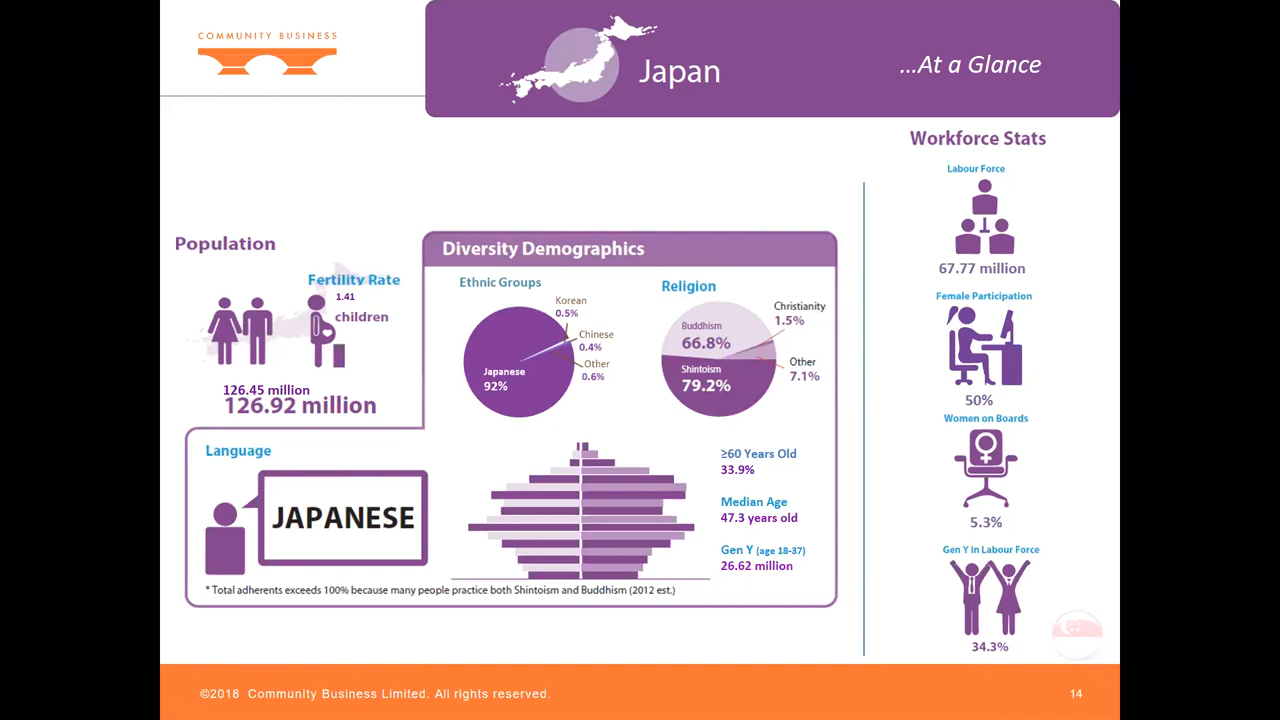 COMMUNITY BUSINESS
Japan
...At a Glance
Workforce Stats
Labour Force
67.77 million
Female Participation
50%
Women on Boards
5.3%
Gen Y in Labour Force
34.3%
Population
Fertility Rate
1.41
children
126.45 million
126.92 million
Diversity Demographics
Ethnic Groups
Korean
0.5%
Chinese
0.4%
Other
0.6%
Japanese
92%
Religion
Christianity
1.5%
Buddhism
66.8%
Other
7.1%
Shintoism
79.2%
Language
JAPANESE
≥60 Years Old
33.9%
Median Age
47.3 years old
Gen Y (age 18-37)
26.62 million
* Total adherents exceeds 100% because many people practice both Shintoism and Buddhism (2012 est.)
©2018 Community Business Limited. All rights reserved.
14